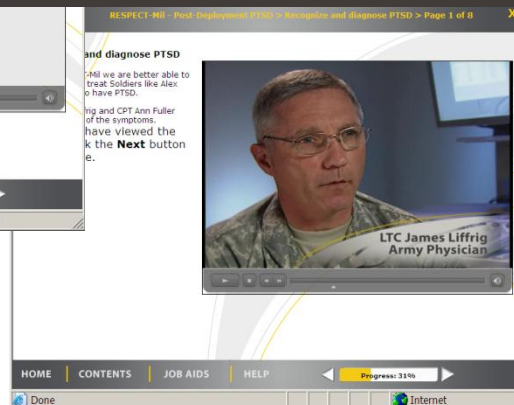 RESPECT-Mil - Post-Deployment PTSD > Recognize and diagnose PTSD > Page 1 of 8 X
and diagnose PTSD
-Mil we are better able to
treat Soldiers like Alex
o have PTSD.
frig and CPT Ann Fuller
of the symptoms.
have viewed the
k the Next button
e.
LTC James Liffrig
Army Physician
HOME CONTENTS JOB AIDS HELP Progress: 31%
Done Internet